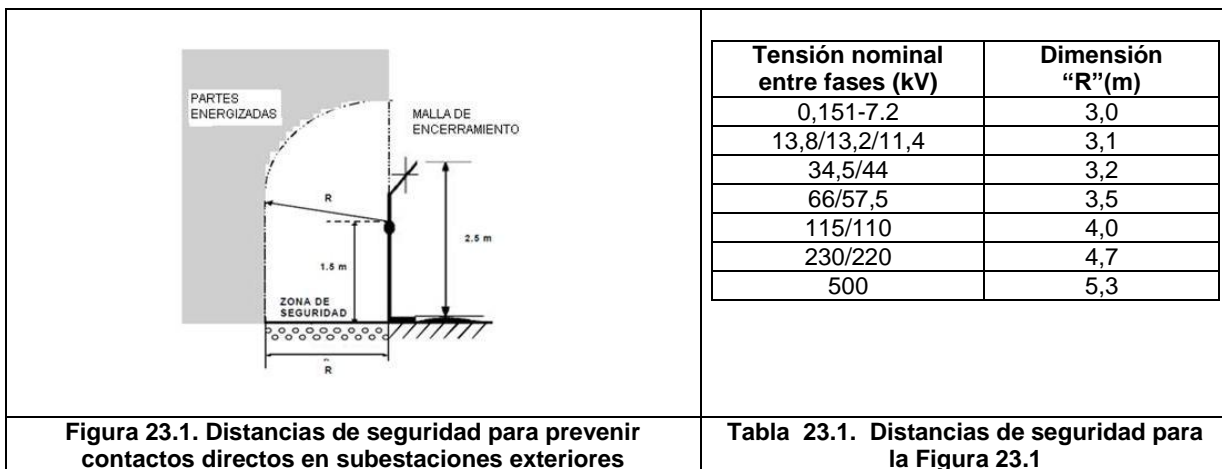 PARTES
ENERGIZADAS
MALLA DE
ENCERRAMIENTO
R
2.5 m
1.5 m
ZONA DE
SEGURIDAD
R
Figura 23.1. Distancias de seguridad para prevenir
contactos directos en subestaciones exteriores
Tensión nominal entre fases (kV) Dimensión “R”(m)
0,151-7.2 3,0
13,8/13,2/11,4 3,1
34,5/44 3,2
66/57,5 3,5
115/110 4,0
230/220 4,7
500 5,3
Tabla 23.1. Distancias de seguridad para
la Figura 23.1